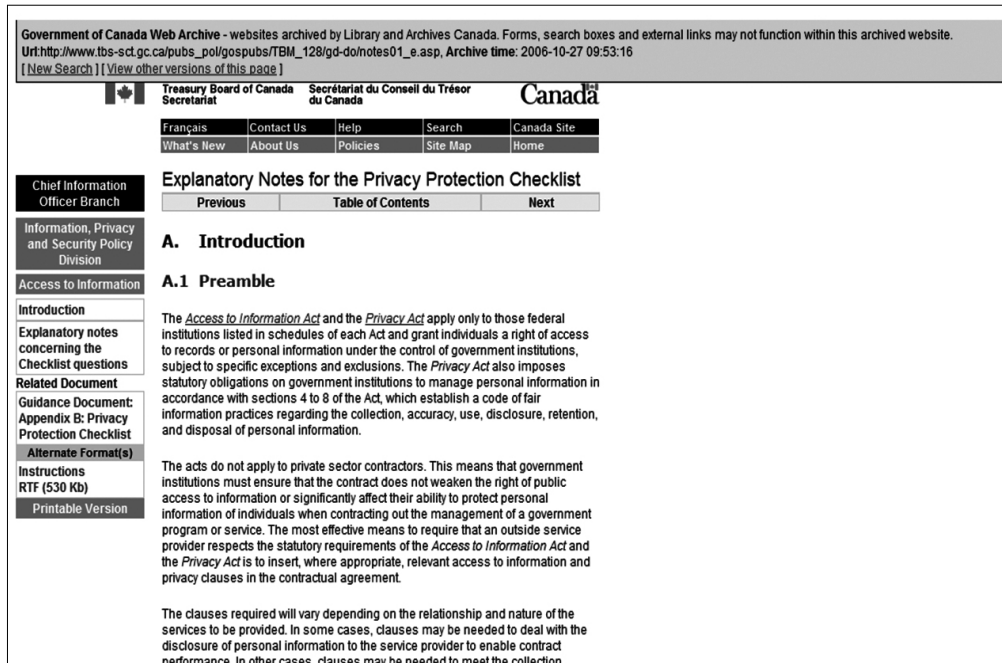 Government of Canada Web Archive - websites archived by Library and Archives Canada. Forms, search boxes and external links may not function within this archived website.
Url:http://www.tbs-sct.gc.ca/pubs_pol/gospubs/TBM_128/gd-do/notes01_e.asp, Archive time: 2006-10-27 09:53:16
[ New Search ] [ View other versions of this page ]
Treasury Board of Canada Secretariat
Secrétariat du Conseil du Trésor du Canada
Canada
Français Contact Us Help Search Canada Site
What's New About Us Policies Site Map Home
Chief Information
Officer Branch
Information, Privacy
and Security Policy
Division
Access to Information
Introduction
Explanatory notes
concerning the
Checklist questions
Related Document
Guidance Document:
Appendix B: Privacy
Protection Checklist
Alternate Format(s)
Instructions
RTF (530 Kb)
Printable Version
Explanatory Notes for the Privacy Protection Checklist
Previous Table of Contents Next
A. Introduction
A.1 Preamble
The Access to Information Act and the Privacy Act apply only to those federal
institutions listed in schedules of each Act and grant individuals a right of access
to records or personal information under the control of government institutions,
subject to specific exceptions and exclusions. The Privacy Act also imposes
statutory obligations on government institutions to manage personal information in
accordance with sections 4 to 8 of the Act, which establish a code of fair
information practices regarding the collection, accuracy, use, disclosure, retention,
and disposal of personal information.
The acts do not apply to private sector contractors. This means that government
institutions must ensure that the contract does not weaken the right of public
access to information or significantly affect their ability to protect personal
information of individuals when contracting out the management of a government
program or service. The most effective means to require that an outside service
provider respects the statutory requirements of the Access to Information Act and
the Privacy Act is to insert, where appropriate, relevant access to information and
privacy clauses in the contractual agreement.
The clauses required will vary depending on the relationship and nature of the
services to be provided. In some cases, clauses may be needed to deal with the
disclosure of personal information to the service provider to enable contract
performance. In other cases, clauses may be needed to meet the collection